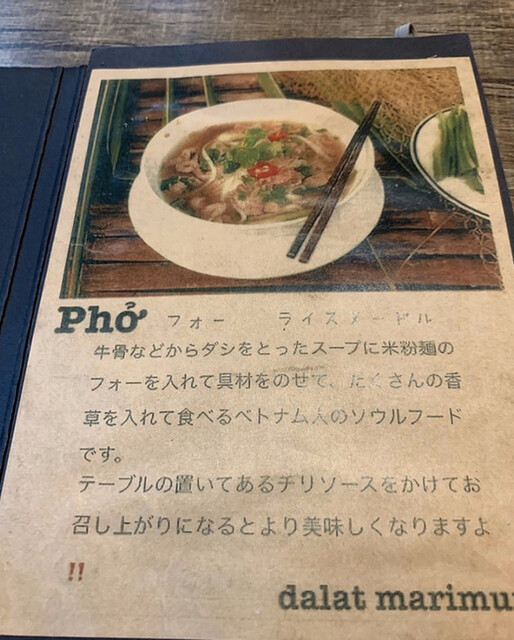 Phở フォー ライスヌードル
牛骨などからダシをとったスープに米粉麺の
フォーを入れて具材をのせて、たくさんの香
草を入れて食べるベトナム人のソウルフード
です。
テーブルの置いてあるチリソースをかけてお
召し上がりになるとより美味しくなりますよ
!!
dalat marimu